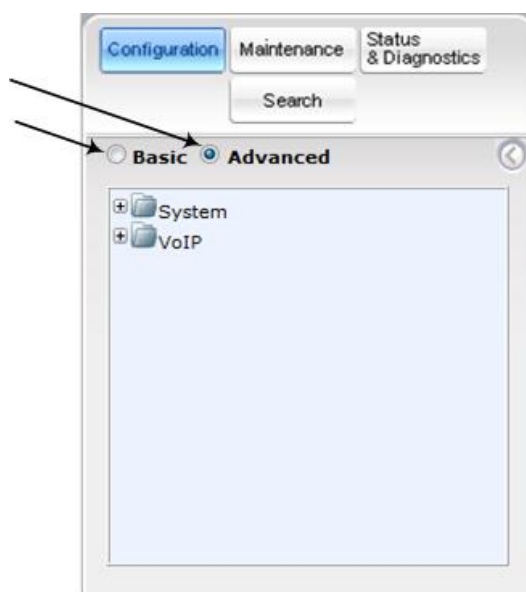 Configuration Maintenance Status
& Diagnostics
Search
Basic Advanced
System
VoIP